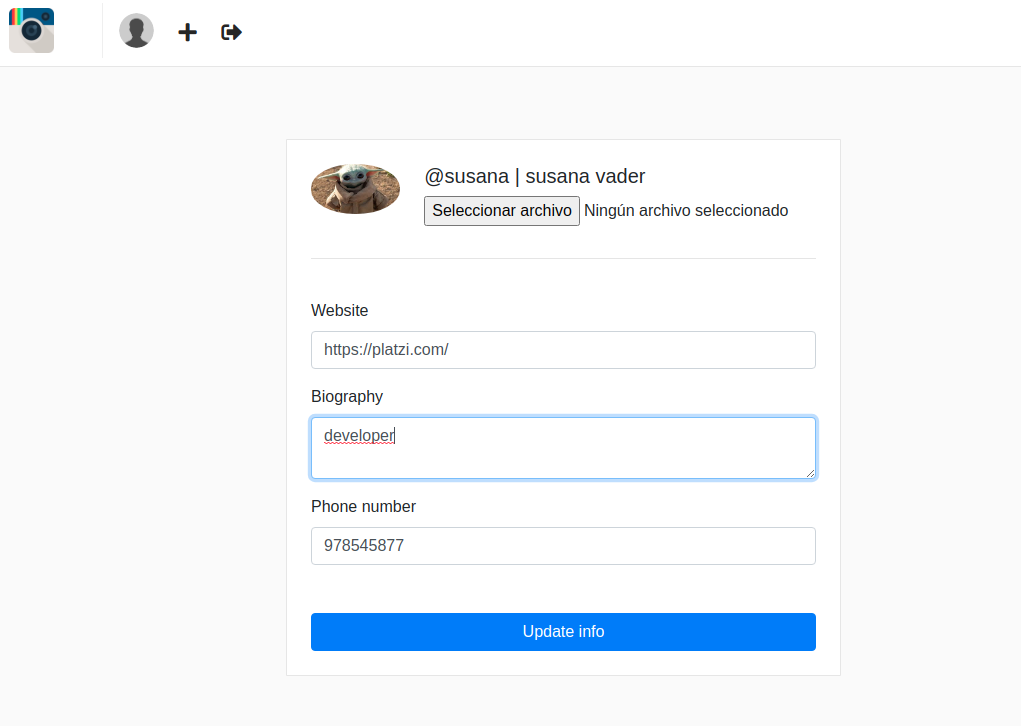 @susana | susana vader
Seleccionar archivo Ningún archivo seleccionado
Website
https://platzi.com/
Biography
developer
Phone number
978545877
Update info